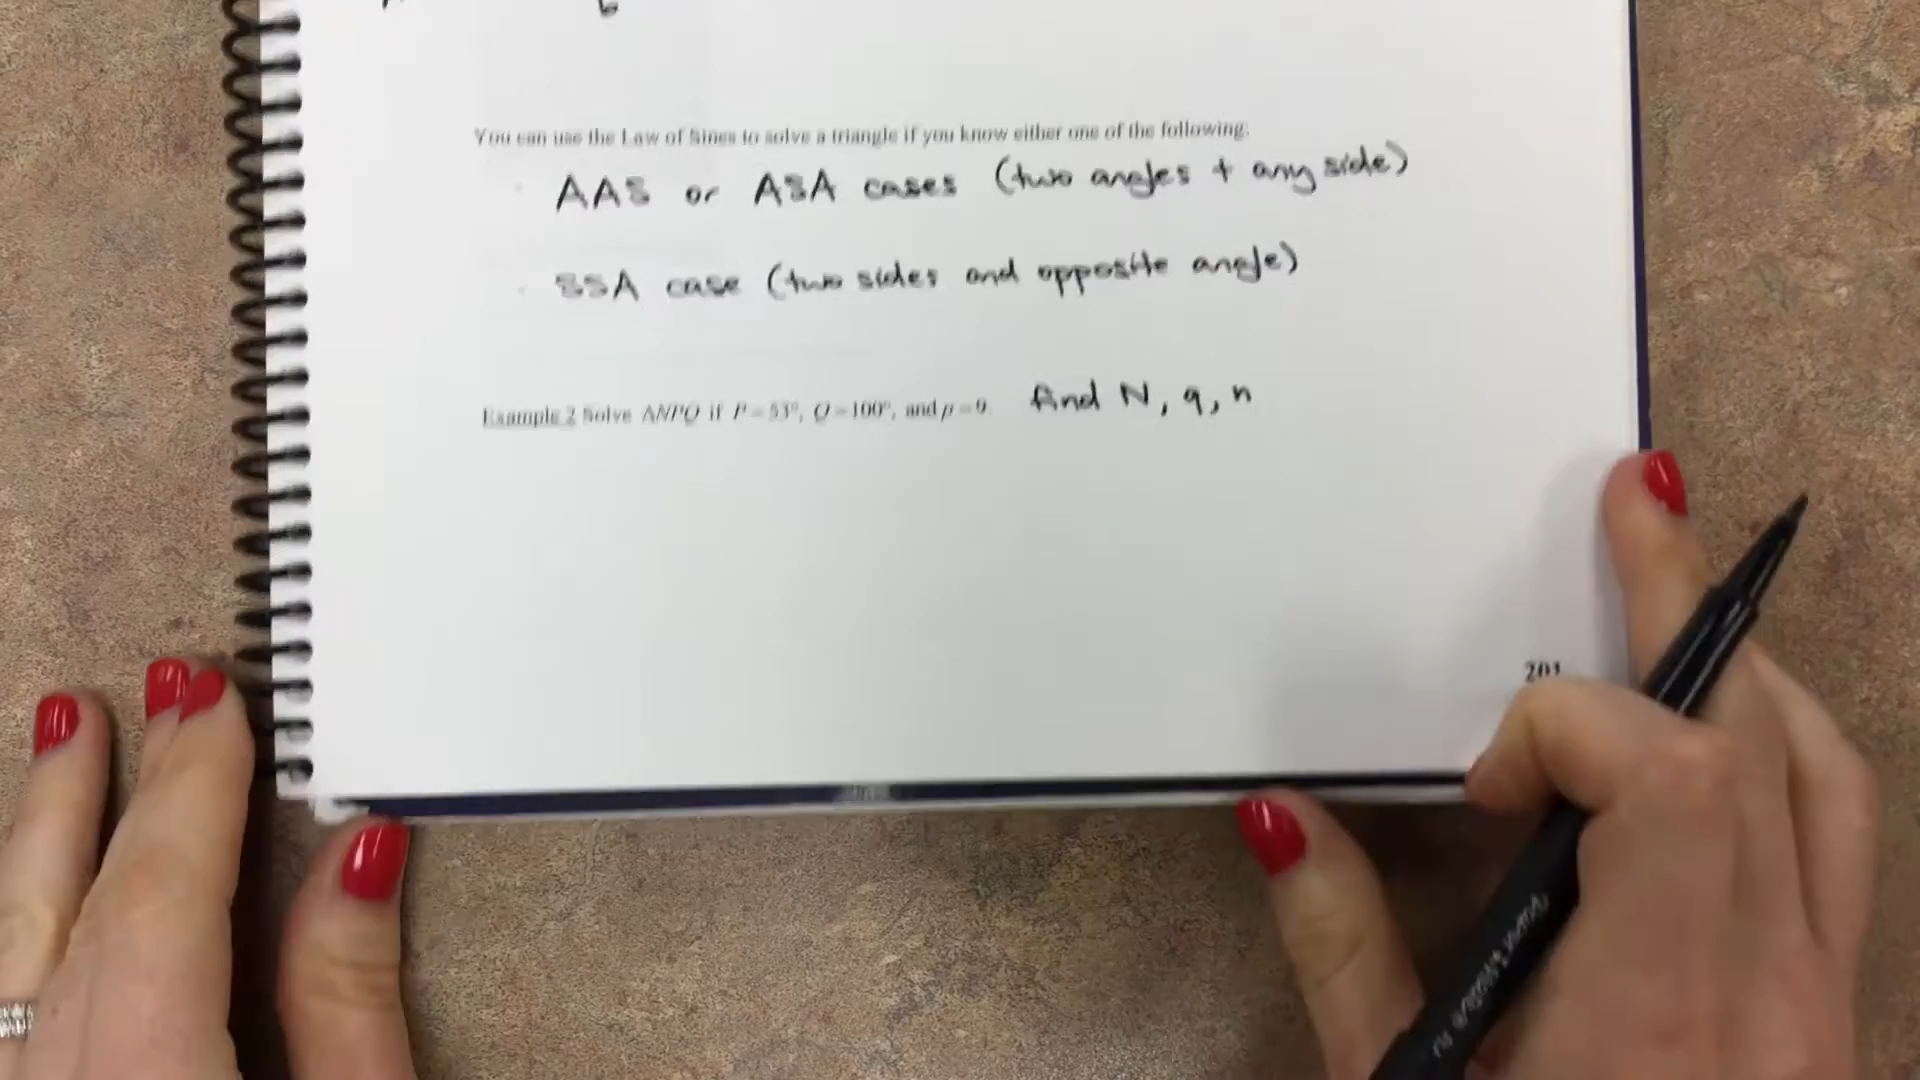 You can use the Law of Sines to solve a triangle if you know either one of the following:
AAS or ASA cases (two angles + any side)
SSA case (two sides and opposite angle)
Example 2 Solve ΔNPQ if P = 53°, Q = 100°, and p = 9 find N, q, n
201